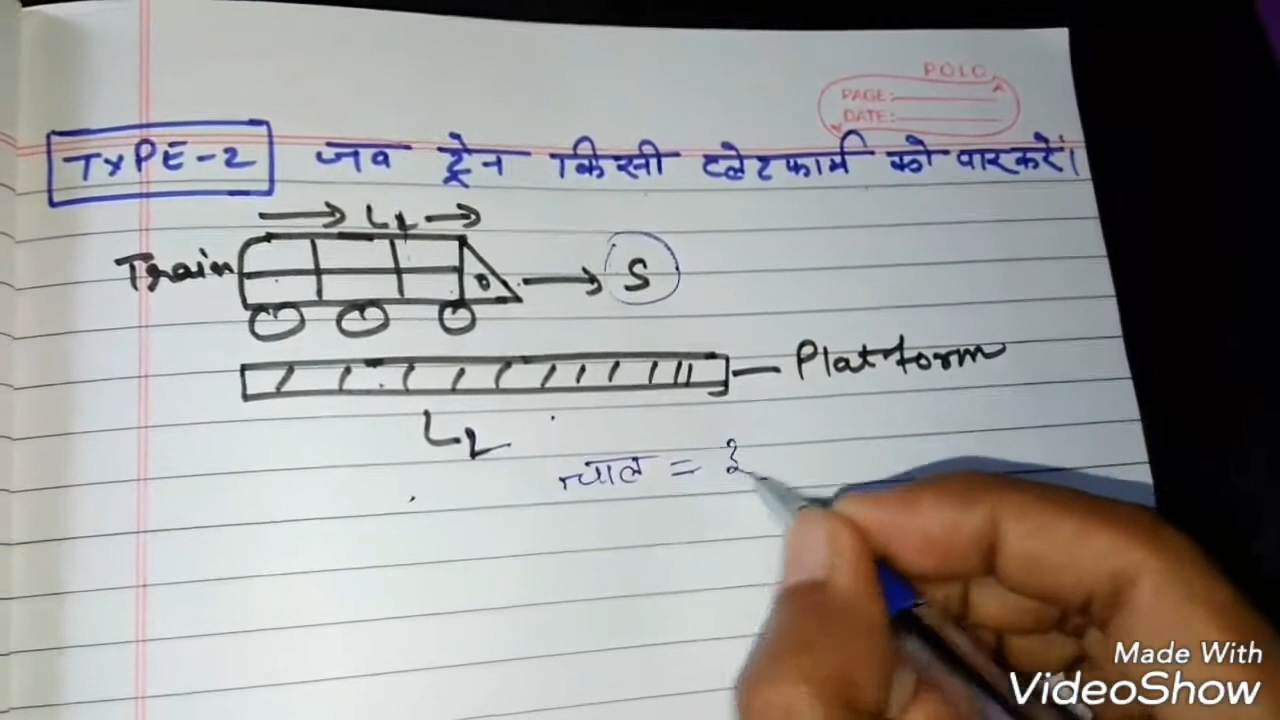 POLO
PAGE:
DATE:
TYPE-2 जब ट्रेन किसी प्लेटफार्म को पार करें।
L1
Train S
Platform
L2
चाल =
Made With
VideoShow